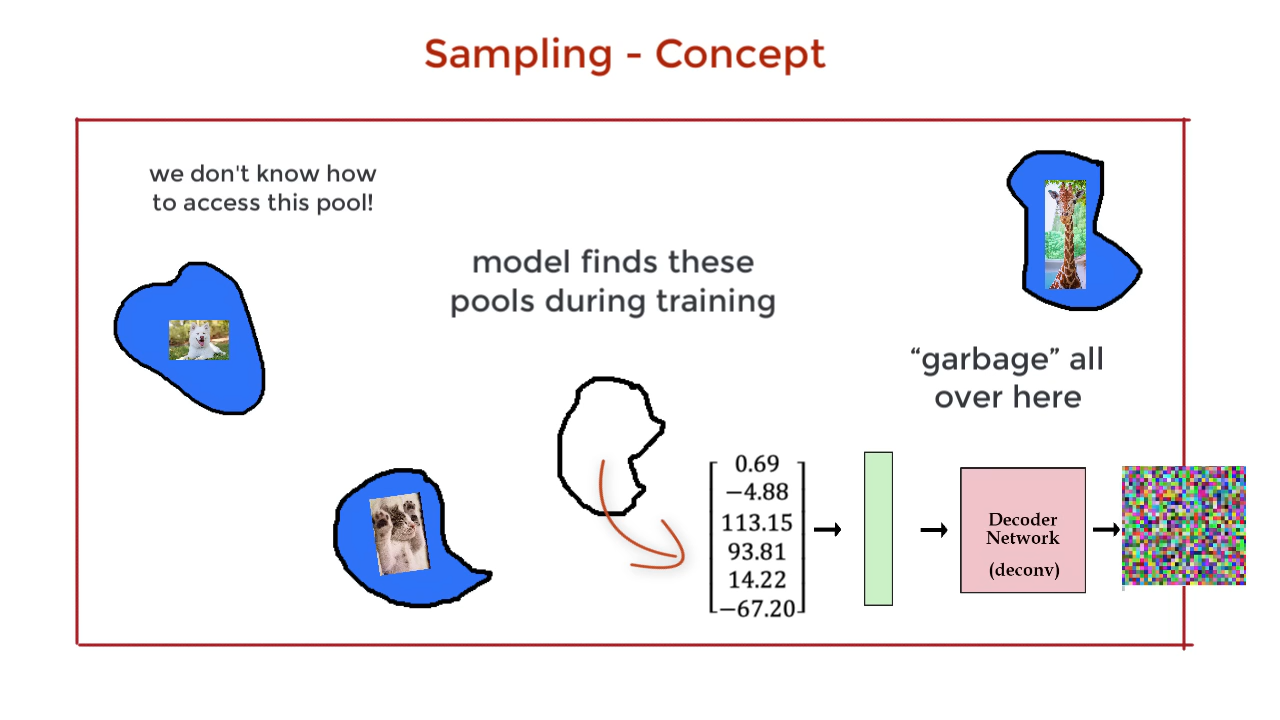 Sampling - Concept
we don't know how
to access this pool!
model finds these
pools during training
“garbage” all
over here
0.69
−4.88
113.15
93.81
14.22
−67.20
Decoder
Network
(deconv)